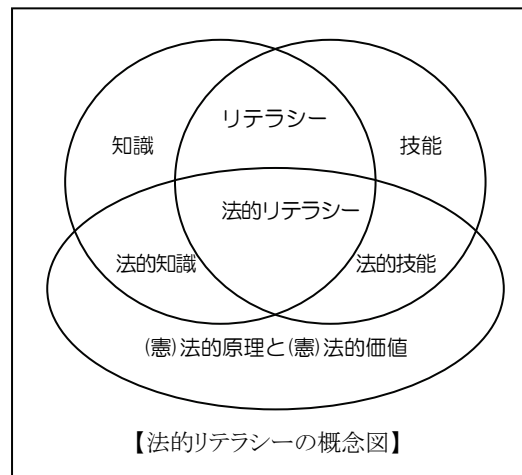 リテラシー
知識
技能
法的リテラシー
法的知識
法的技能
(憲)法的原理と(憲)法的価値
【法的リテラシーの概念図】